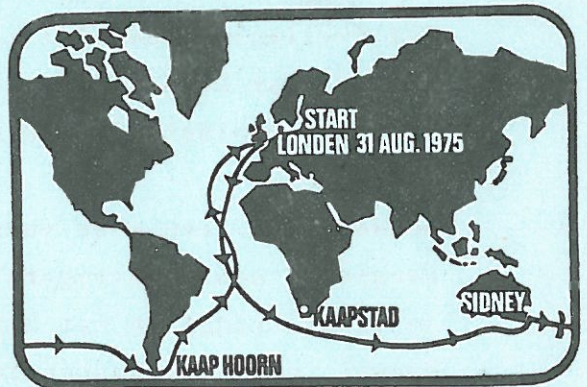 START
LONDEN 31 AUG. 1975
SIDNEY
KAAPSTAD
KAAP HOORN